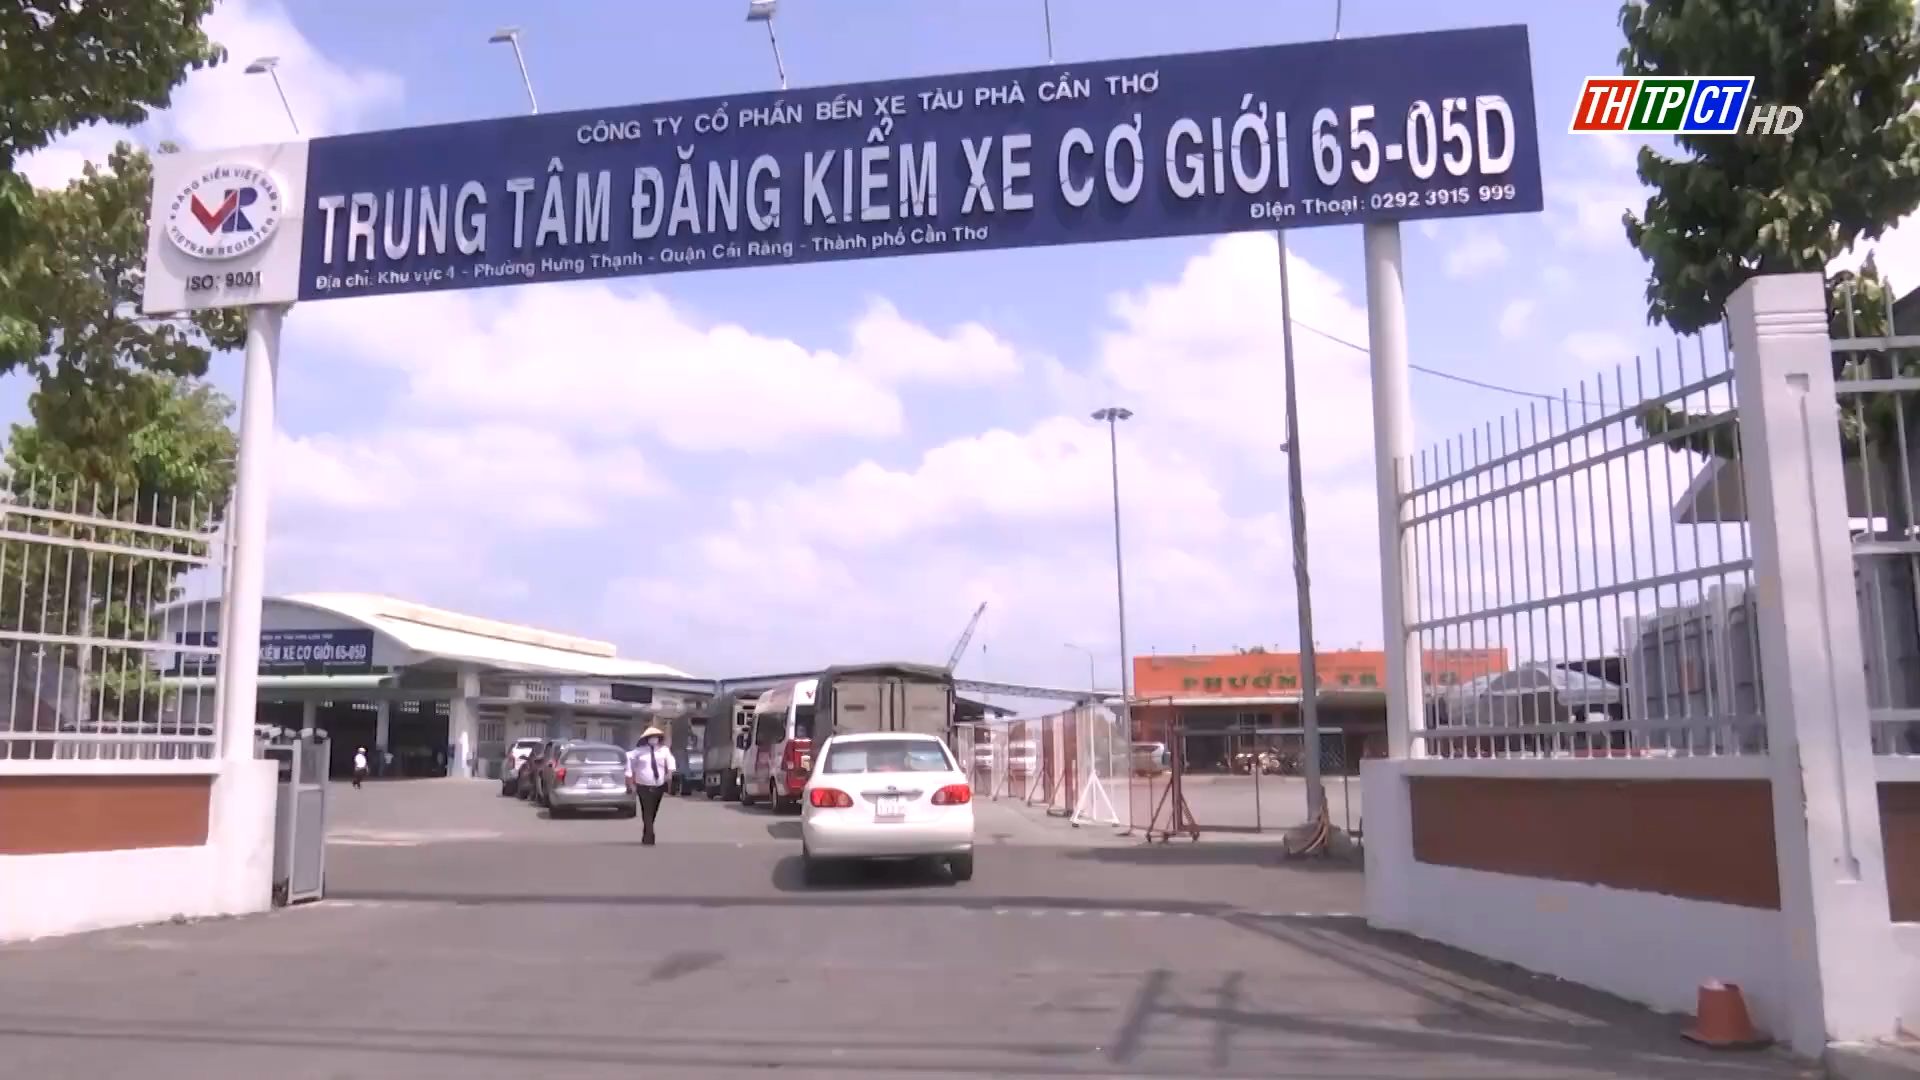 CÔNG TY CỔ PHẦN BẾN XE TÀU PHÀ CẦN THƠ
TRUNG TÂM ĐĂNG KIỂM XE CƠ GIỚI 65-05D
Điện Thoại: 0292 3915 999
Địa chỉ: Khu vực 4 - Phường Hưng Thạnh - Quận Cái Răng - Thành phố Cần Thơ
ĐĂNG KIỂM VIỆT NAM
VR
VIETNAM REGISTER
ISO: 9001
THTPCT HD
KIỂM XE CƠ GIỚI 65-05D
PHƯƠNG TRANG